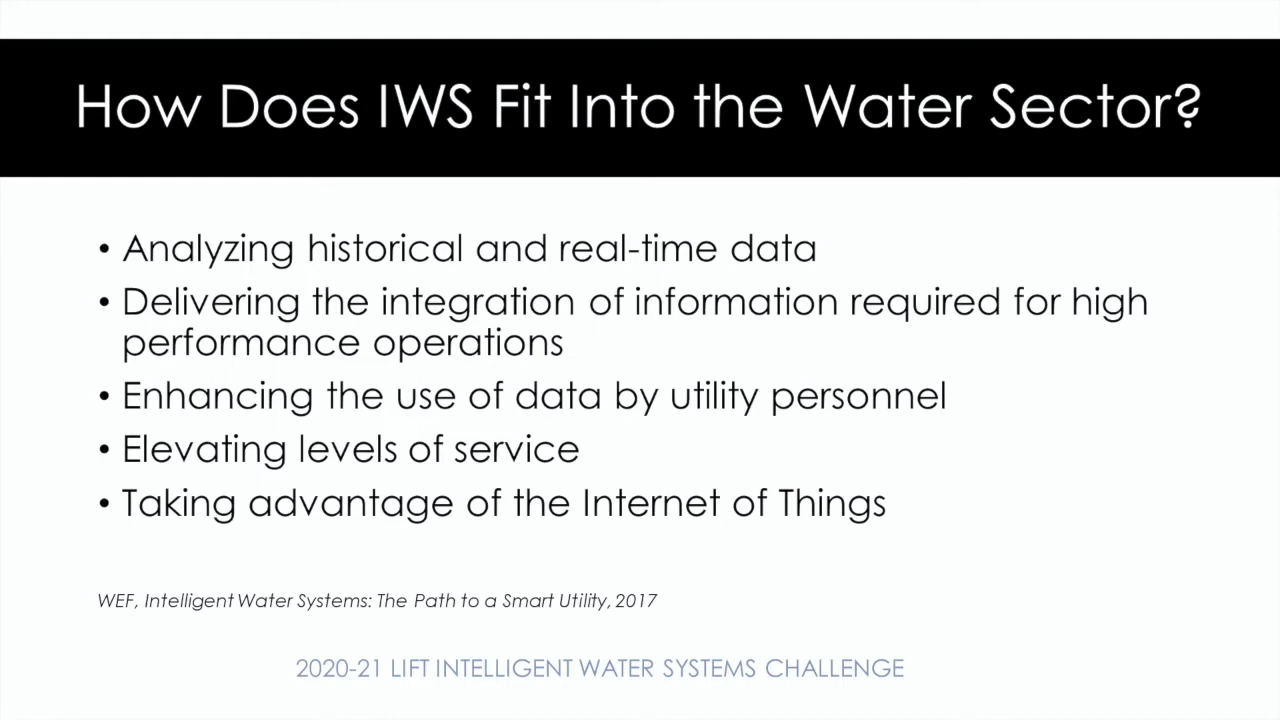 How Does IWS Fit Into the Water Sector?
• Analyzing historical and real-time data
• Delivering the integration of information required for high
performance operations
• Enhancing the use of data by utility personnel
• Elevating levels of service
• Taking advantage of the Internet of Things
WEF, Intelligent Water Systems: The Path to a Smart Utility, 2017
2020-21 LIFT INTELLIGENT WATER SYSTEMS CHALLENGE